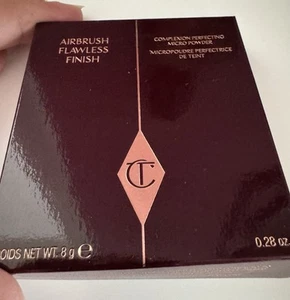 AIRBRUSH
FLAWLESS
FINISH
COMPLEXION PERFECTING
MICRO POWDER
MICROPOUDRE PERFECTRICE
DE TEINT
CT
OIDS NET WT. 8 g e
0.28 oz.